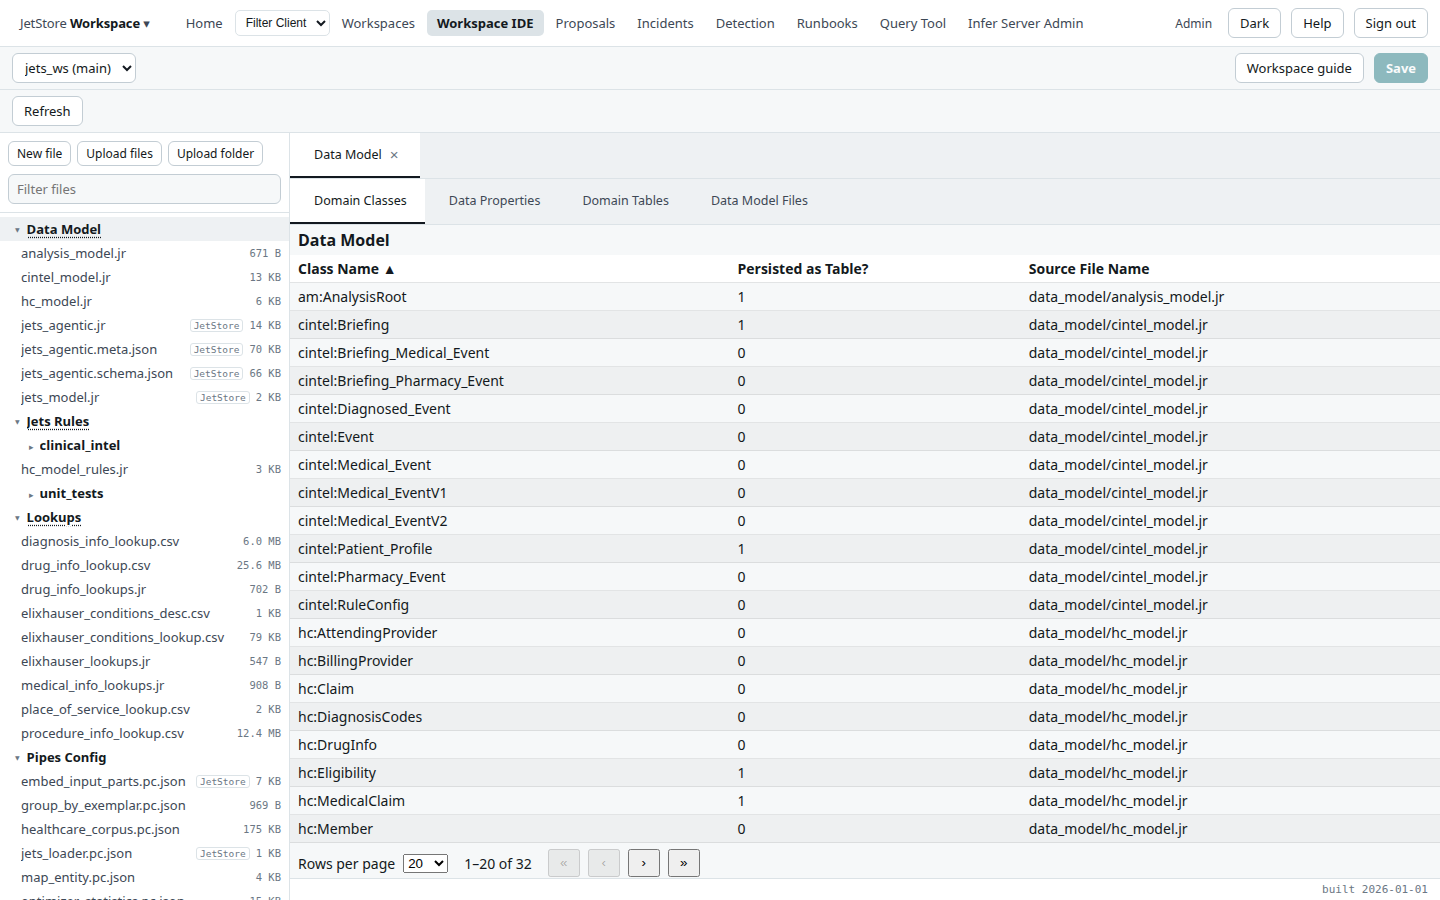 JetStore Workspace ▾ Home Filter Client Workspaces Workspace IDE Proposals Incidents Detection Runbooks Query Tool Infer Server Admin Admin Dark Help Sign out
jets_ws (main) Workspace guide Save
Refresh
New file Upload files Upload folder
Filter files
▾ Data Model
analysis_model.jr 671 B
cintel_model.jr 13 KB
hc_model.jr 6 KB
jets_agentic.jr JetStore 14 KB
jets_agentic.meta.json JetStore 70 KB
jets_agentic.schema.json JetStore 66 KB
jets_model.jr JetStore 2 KB
▾ Jets Rules
▸ clinical_intel
hc_model_rules.jr 3 KB
▸ unit_tests
▾ Lookups
diagnosis_info_lookup.csv 6.0 MB
drug_info_lookup.csv 25.6 MB
drug_info_lookups.jr 702 B
elixhauser_conditions_desc.csv 1 KB
elixhauser_conditions_lookup.csv 79 KB
elixhauser_lookups.jr 547 B
medical_info_lookups.jr 908 B
place_of_service_lookup.csv 2 KB
procedure_info_lookup.csv 12.4 MB
▾ Pipes Config
embed_input_parts.pc.json JetStore 7 KB
group_by_exemplar.pc.json 969 B
healthcare_corpus.pc.json 175 KB
jets_loader.pc.json JetStore 1 KB
map_entity.pc.json 4 KB
Data Model ×
Domain Classes Data Properties Domain Tables Data Model Files
Data Model
Class Name ▲ Persisted as Table? Source File Name
am:AnalysisRoot 1 data_model/analysis_model.jr
cintel:Briefing 1 data_model/cintel_model.jr
cintel:Briefing_Medical_Event 0 data_model/cintel_model.jr
cintel:Briefing_Pharmacy_Event 0 data_model/cintel_model.jr
cintel:Diagnosed_Event 0 data_model/cintel_model.jr
cintel:Event 0 data_model/cintel_model.jr
cintel:Medical_Event 0 data_model/cintel_model.jr
cintel:Medical_EventV1 0 data_model/cintel_model.jr
cintel:Medical_EventV2 0 data_model/cintel_model.jr
cintel:Patient_Profile 1 data_model/cintel_model.jr
cintel:Pharmacy_Event 0 data_model/cintel_model.jr
cintel:RuleConfig 0 data_model/cintel_model.jr
hc:AttendingProvider 0 data_model/hc_model.jr
hc:BillingProvider 0 data_model/hc_model.jr
hc:Claim 0 data_model/hc_model.jr
hc:DiagnosisCodes 0 data_model/hc_model.jr
hc:DrugInfo 0 data_model/hc_model.jr
hc:Eligibility 1 data_model/hc_model.jr
hc:MedicalClaim 1 data_model/hc_model.jr
hc:Member 0 data_model/hc_model.jr
Rows per page 20 1–20 of 32 « ‹ › »
built 2026-01-01